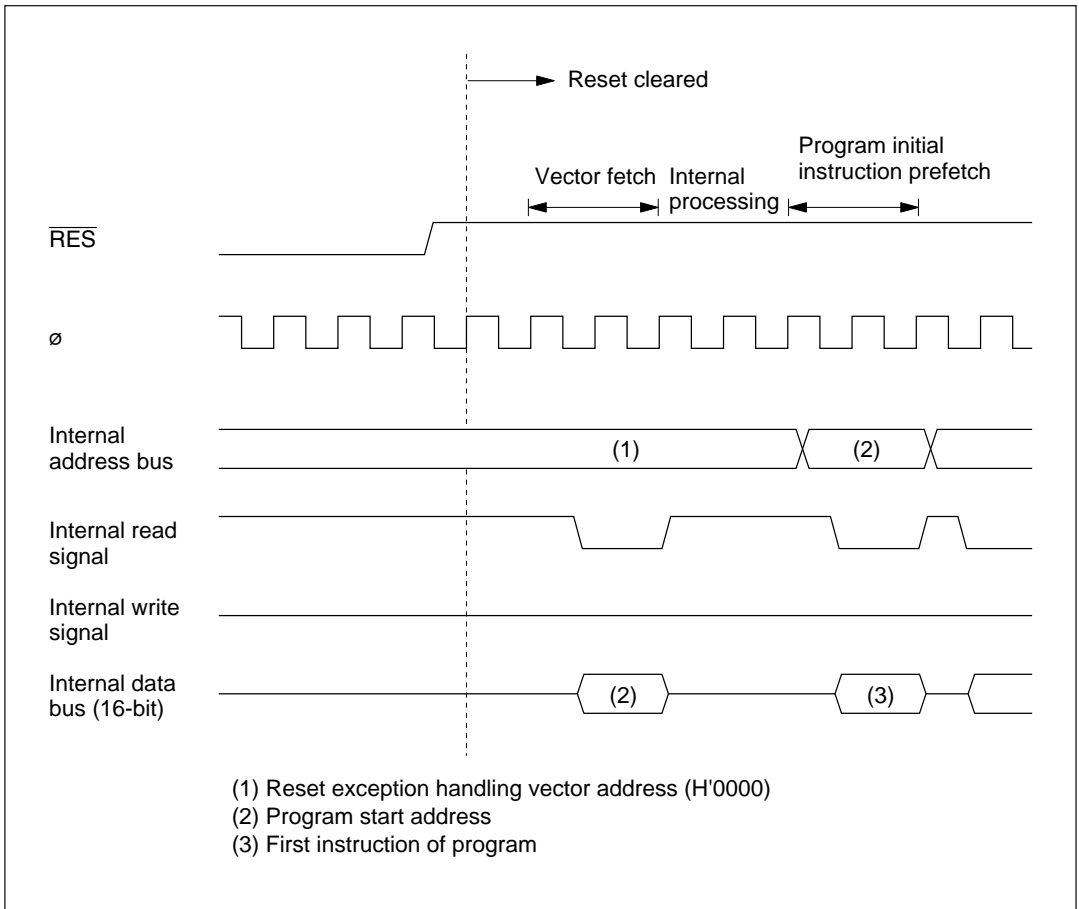 Reset cleared
Program initial
instruction prefetch
Vector fetch
Internal
processing
RES
ø
Internal
address bus
(1)
(2)
Internal read
signal
Internal write
signal
Internal data
bus (16-bit)
(2)
(3)
(1) Reset exception handling vector address (H'0000)
(2) Program start address
(3) First instruction of program